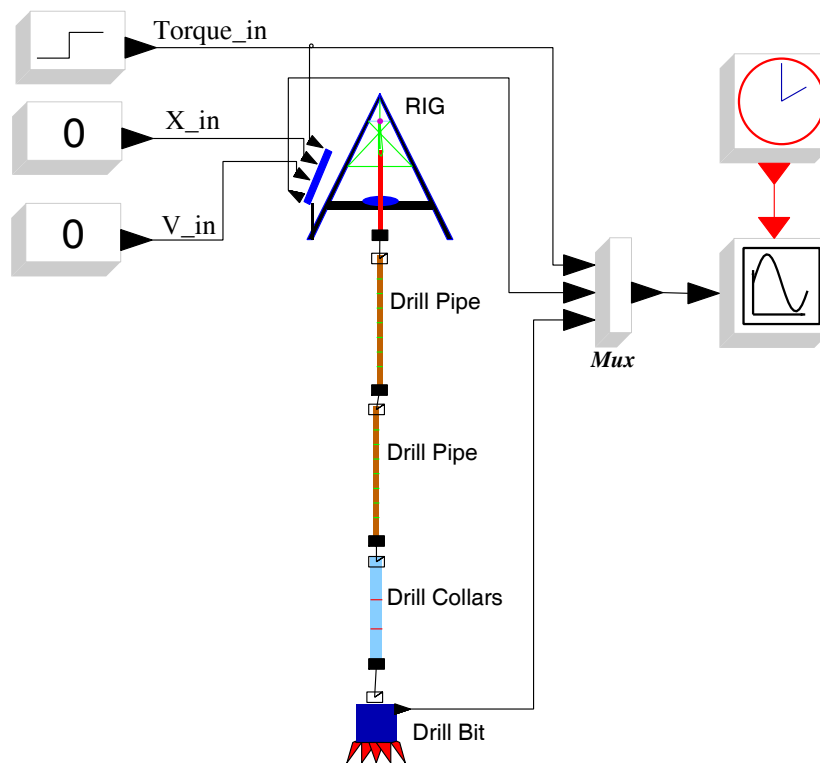 Torque_in
RIG
0
X_in
0
V_in
Drill Pipe
Mux
Drill Pipe
Drill Collars
Drill Bit